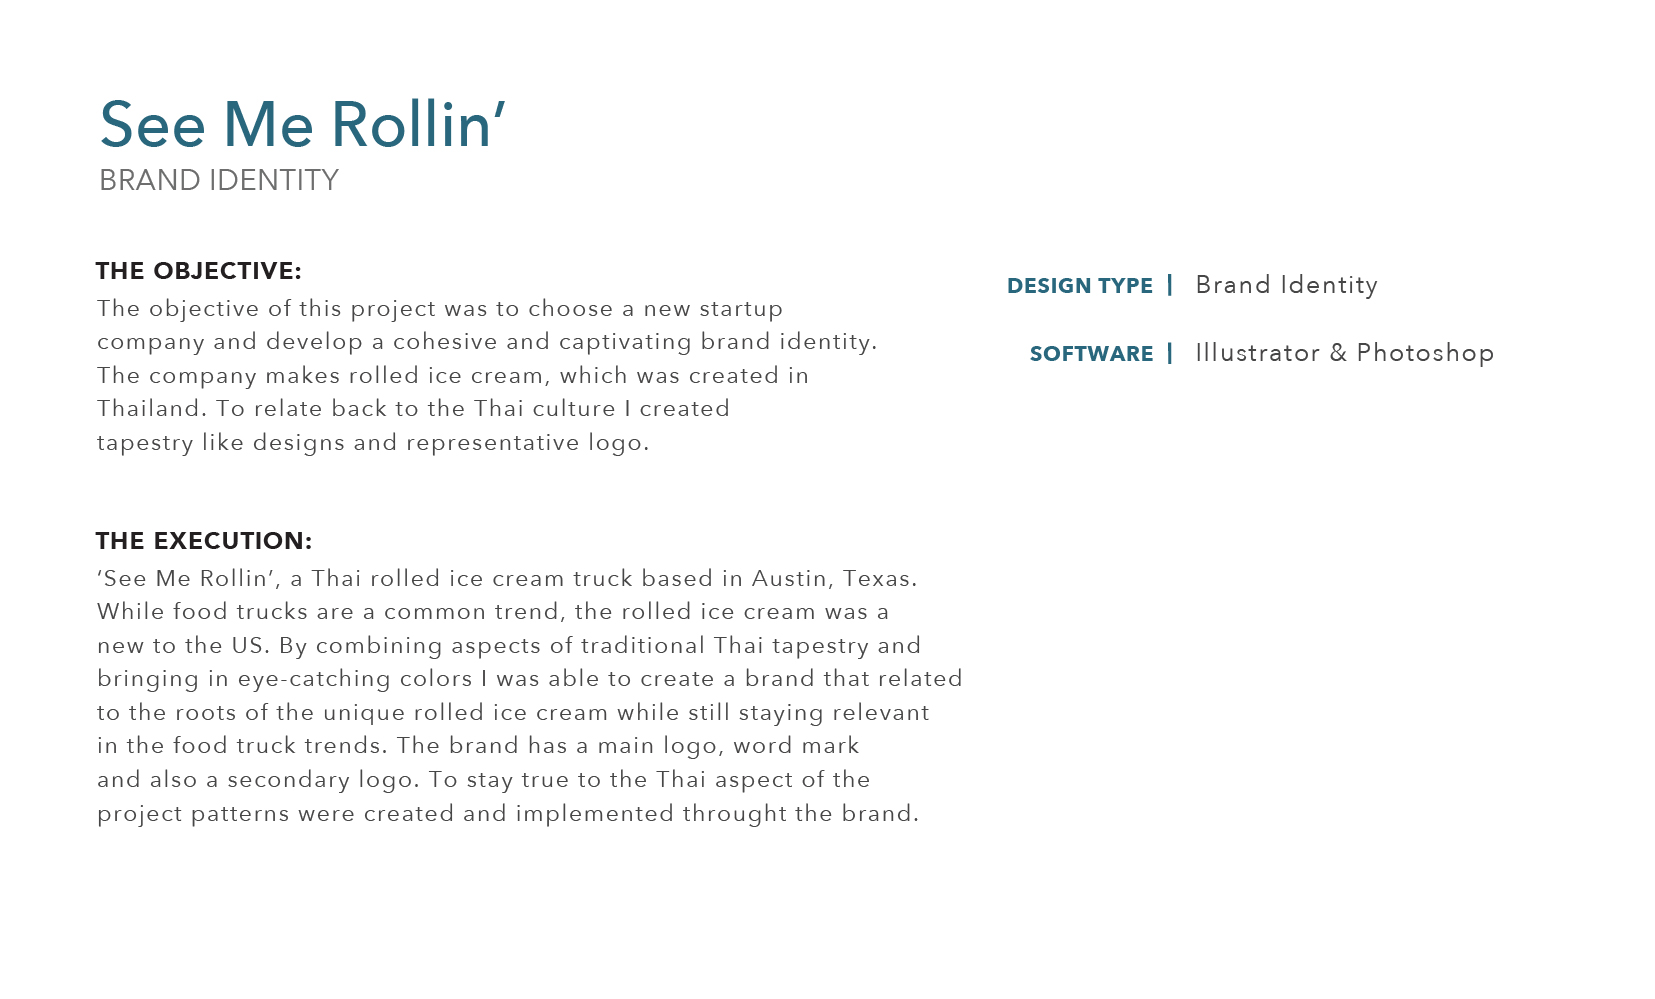 See Me Rollin’
BRAND IDENTITY
THE OBJECTIVE:
The objective of this project was to choose a new startup
company and develop a cohesive and captivating brand identity.
The company makes rolled ice cream, which was created in
Thailand. To relate back to the Thai culture I created
tapestry like designs and representative logo.
THE EXECUTION:
‘See Me Rollin’, a Thai rolled ice cream truck based in Austin, Texas.
While food trucks are a common trend, the rolled ice cream was a
new to the US. By combining aspects of traditional Thai tapestry and
bringing in eye-catching colors I was able to create a brand that related
to the roots of the unique rolled ice cream while still staying relevant
in the food truck trends. The brand has a main logo, word mark
and also a secondary logo. To stay true to the Thai aspect of the
project patterns were created and implemented throught the brand.
DESIGN TYPE | Brand Identity
SOFTWARE | Illustrator & Photoshop